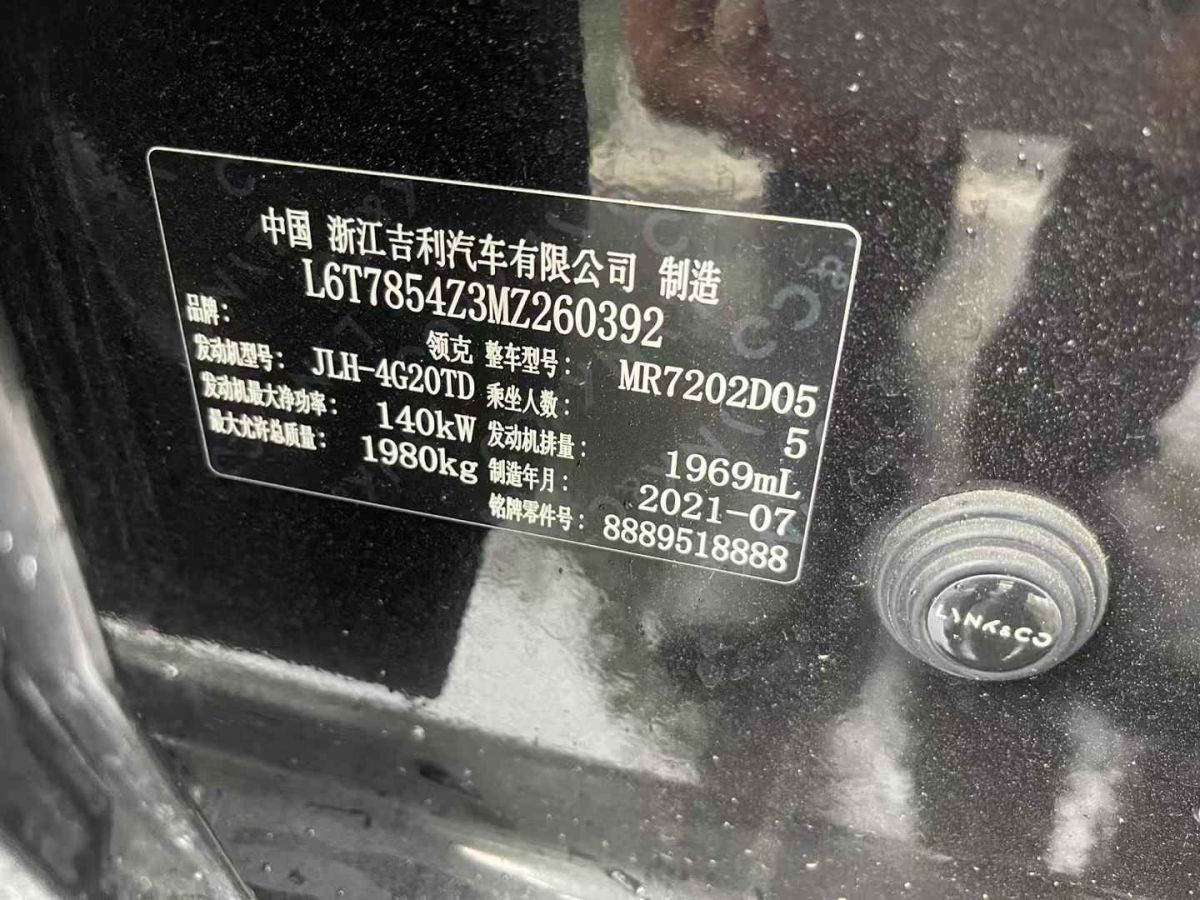 中国 浙江吉利汽车有限公司 制造
L6T7854Z3MZ260392
品牌: 领克 整车型号: MR7202D05
发动机型号: JLH-4G20TD 乘坐人数: 5
发动机最大净功率: 140kW 发动机排量: 1969mL
最大允许总质量: 1980kg 制造年月: 2021-07
铭牌零件号: 8889518888
LYNK&CO